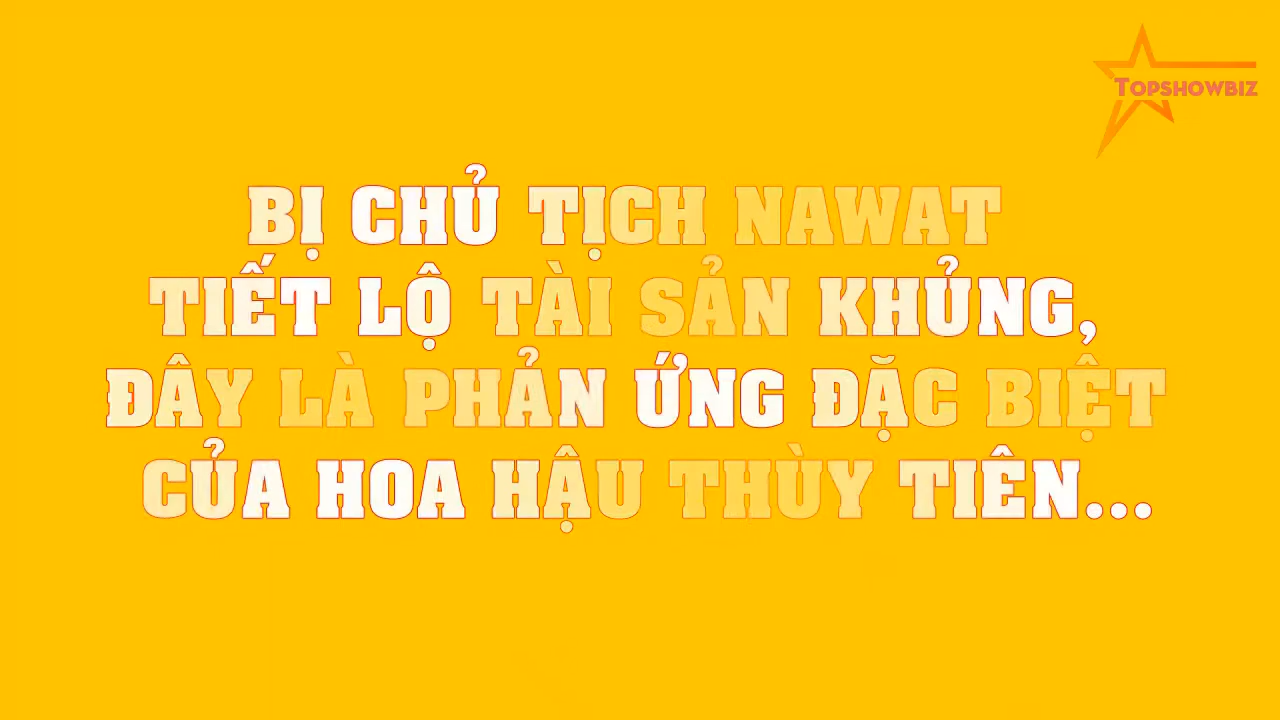 TOPSHOWBIZ
BỊ CHỦ TỊCH NAWAT
TIẾT LỘ TÀI SẢN KHỦNG,
ĐÂY LÀ PHẢN ỨNG ĐẶC BIỆT
CỦA HOA HẬU THÙY TIÊN...